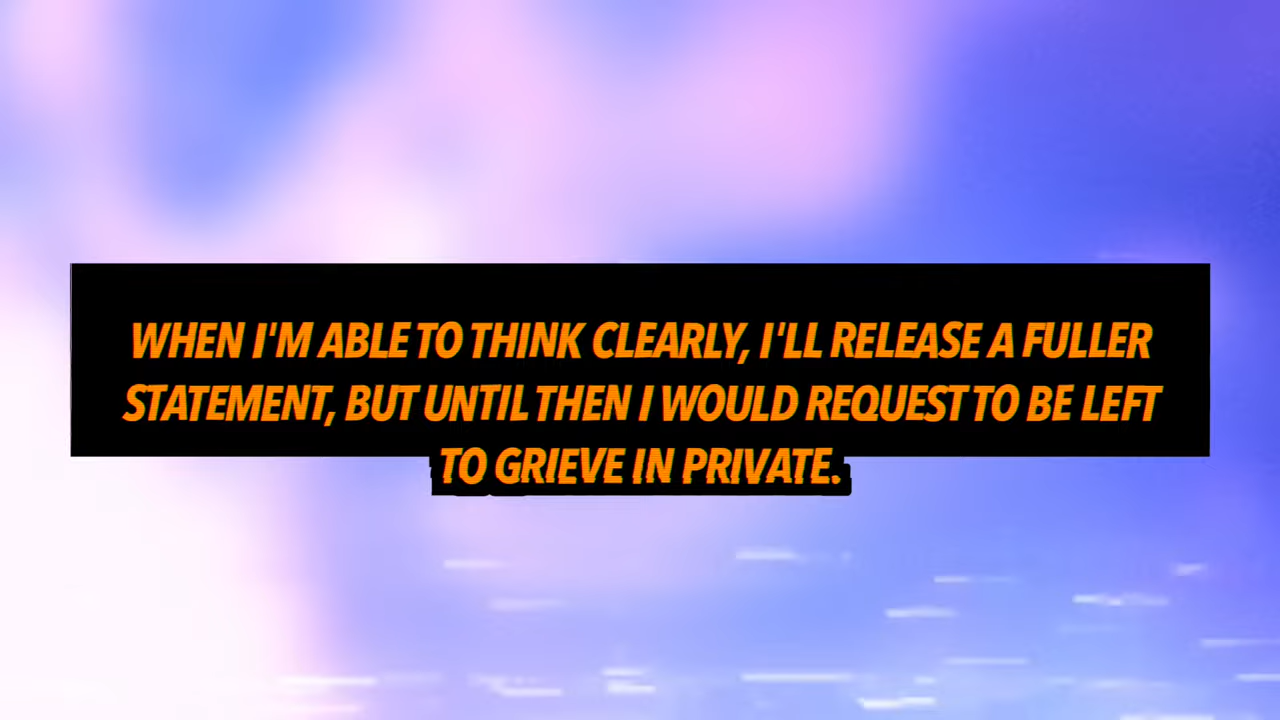 WHEN I'M ABLE TO THINK CLEARLY, I'LL RELEASE A FULLER
STATEMENT, BUT UNTIL THEN I WOULD REQUEST TO BE LEFT
TO GRIEVE IN PRIVATE.